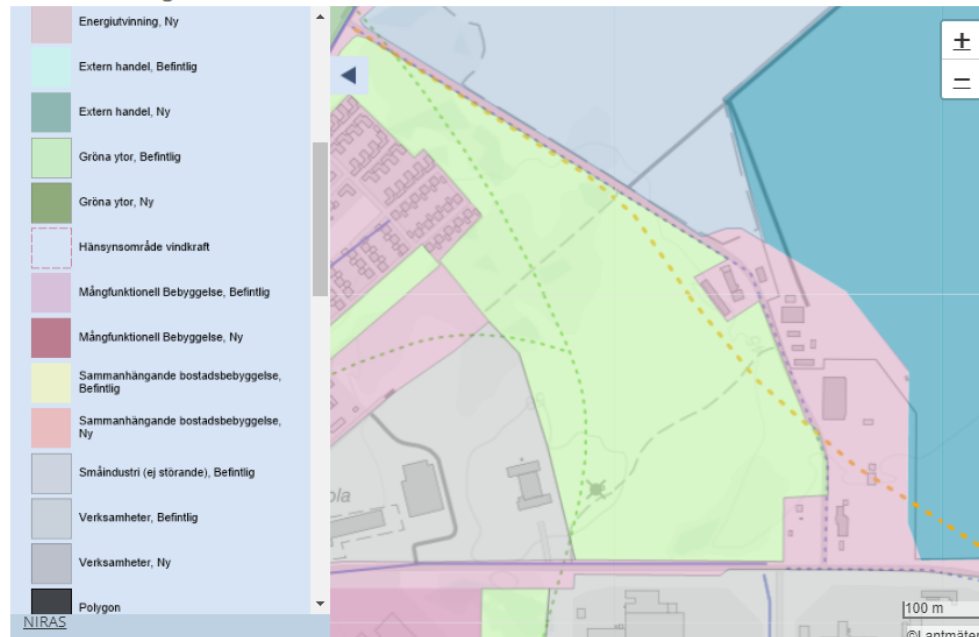 Energiutvinning, Ny
Extern handel, Befintlig
Extern handel, Ny
Gröna ytor, Befintlig
Gröna ytor, Ny
Hänsynsområde vindkraft
Mångfunktionell Bebyggelse, Befintlig
Mångfunktionell Bebyggelse, Ny
Sammanhängande bostadsbebyggelse,
Befintlig
Sammanhängande bostadsbebyggelse,
Ny
Småindustri (ej störande), Befintlig
Verksamheter, Befintlig
Verksamheter, Ny
Polygon
NIRAS
+
−
ola
100 m
©Lantmäter